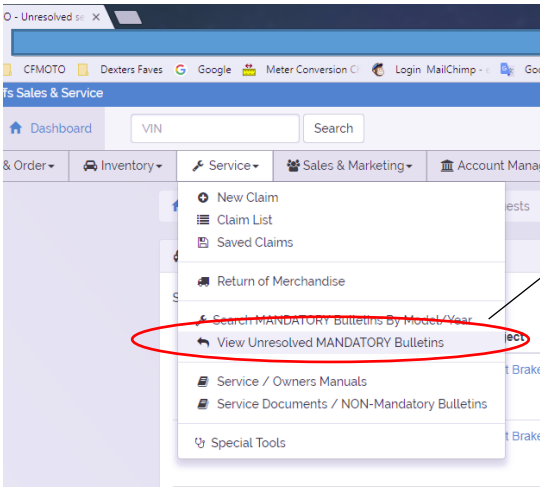 O - Unresolved se
CFMOTO Dexters Faves Google Meter Conversion C Login MailChimp - e Goo
fs Sales & Service
Dashboard VIN Search
& Order Inventory Service Sales & Marketing Account Mana
New Claim
ests
Claim List
Saved Claims
Return of Merchandise
S
Search MANDATORY Bulletins By Model/Year
View Unresolved MANDATORY Bulletins
ject
t Brake
Service / Owners Manuals
Service Documents / NON-Mandatory Bulletins
t Brake
Special Tools